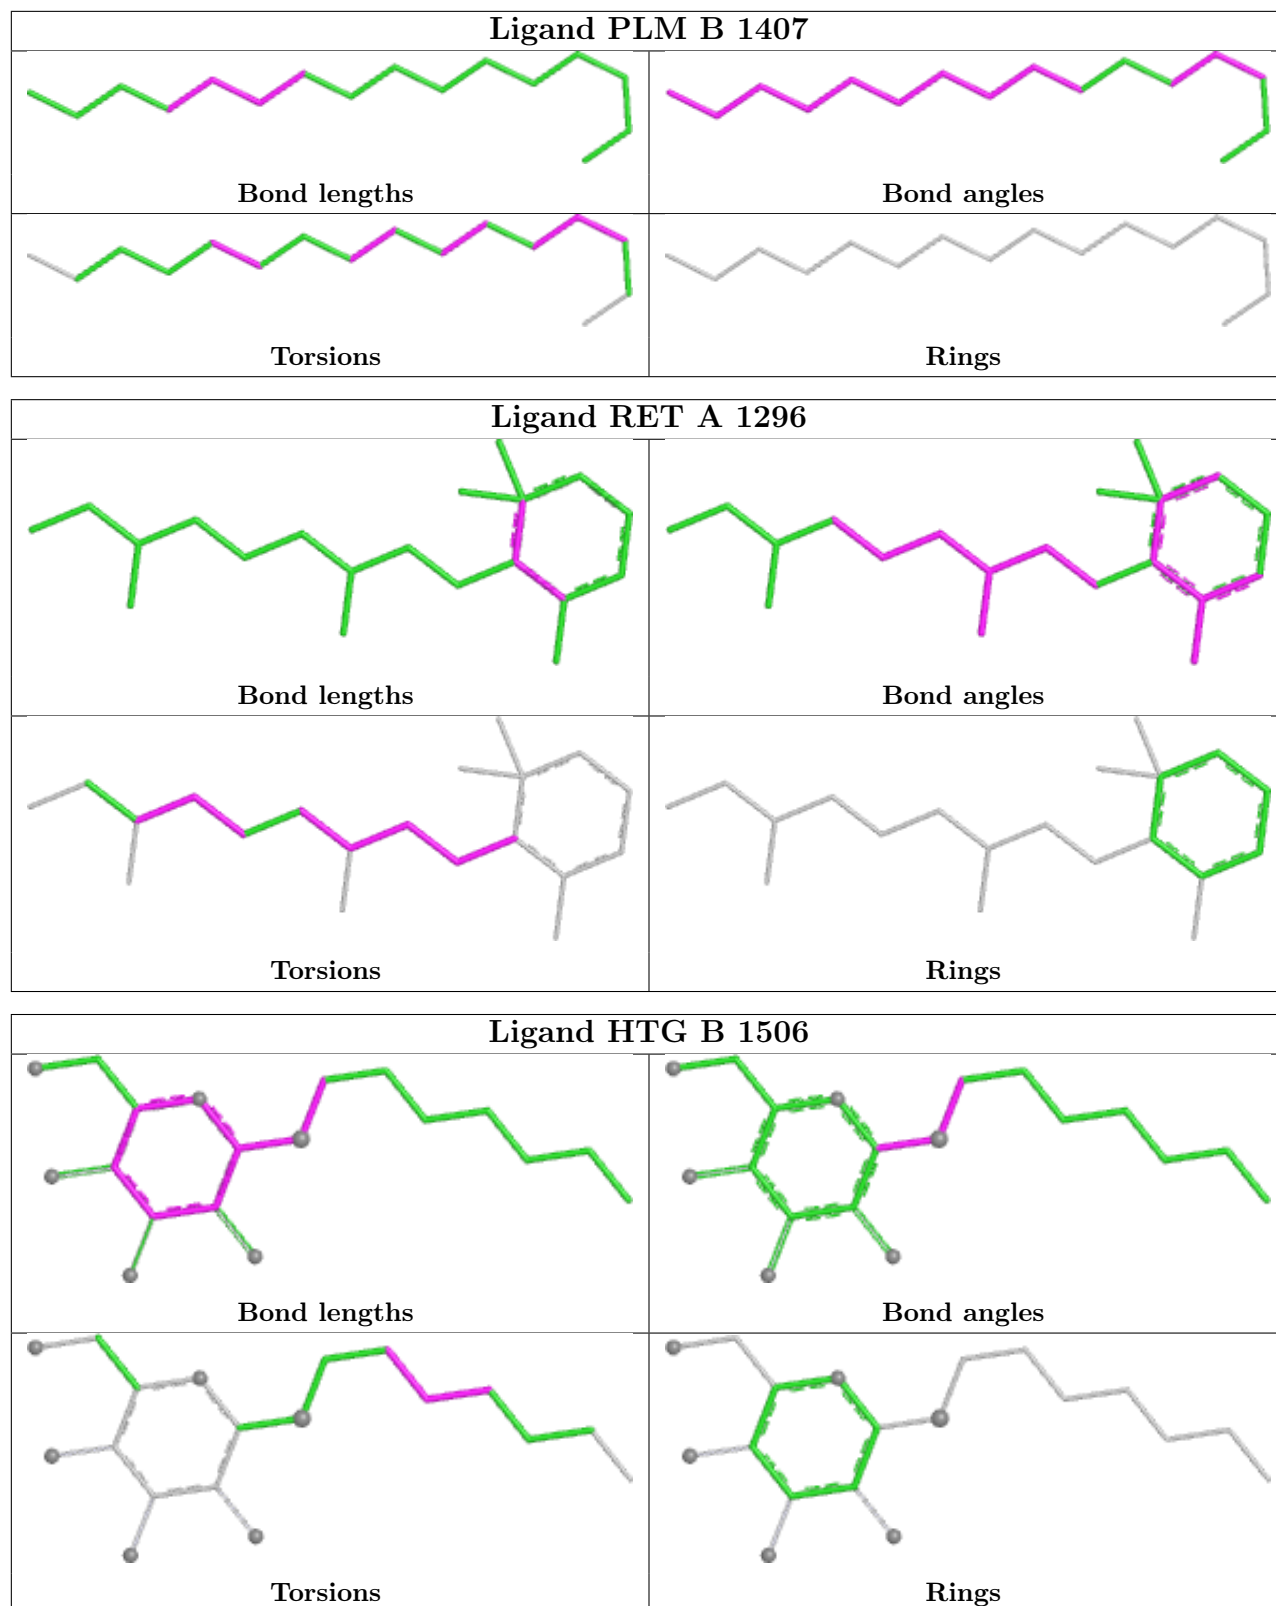 Ligand PLM B 1407
Bond lengths
Bond angles
Torsions
Rings
Ligand RET A 1296
Bond lengths
Bond angles
Torsions
Rings
Ligand HTG B 1506
Bond lengths
Bond angles
Torsions
Rings